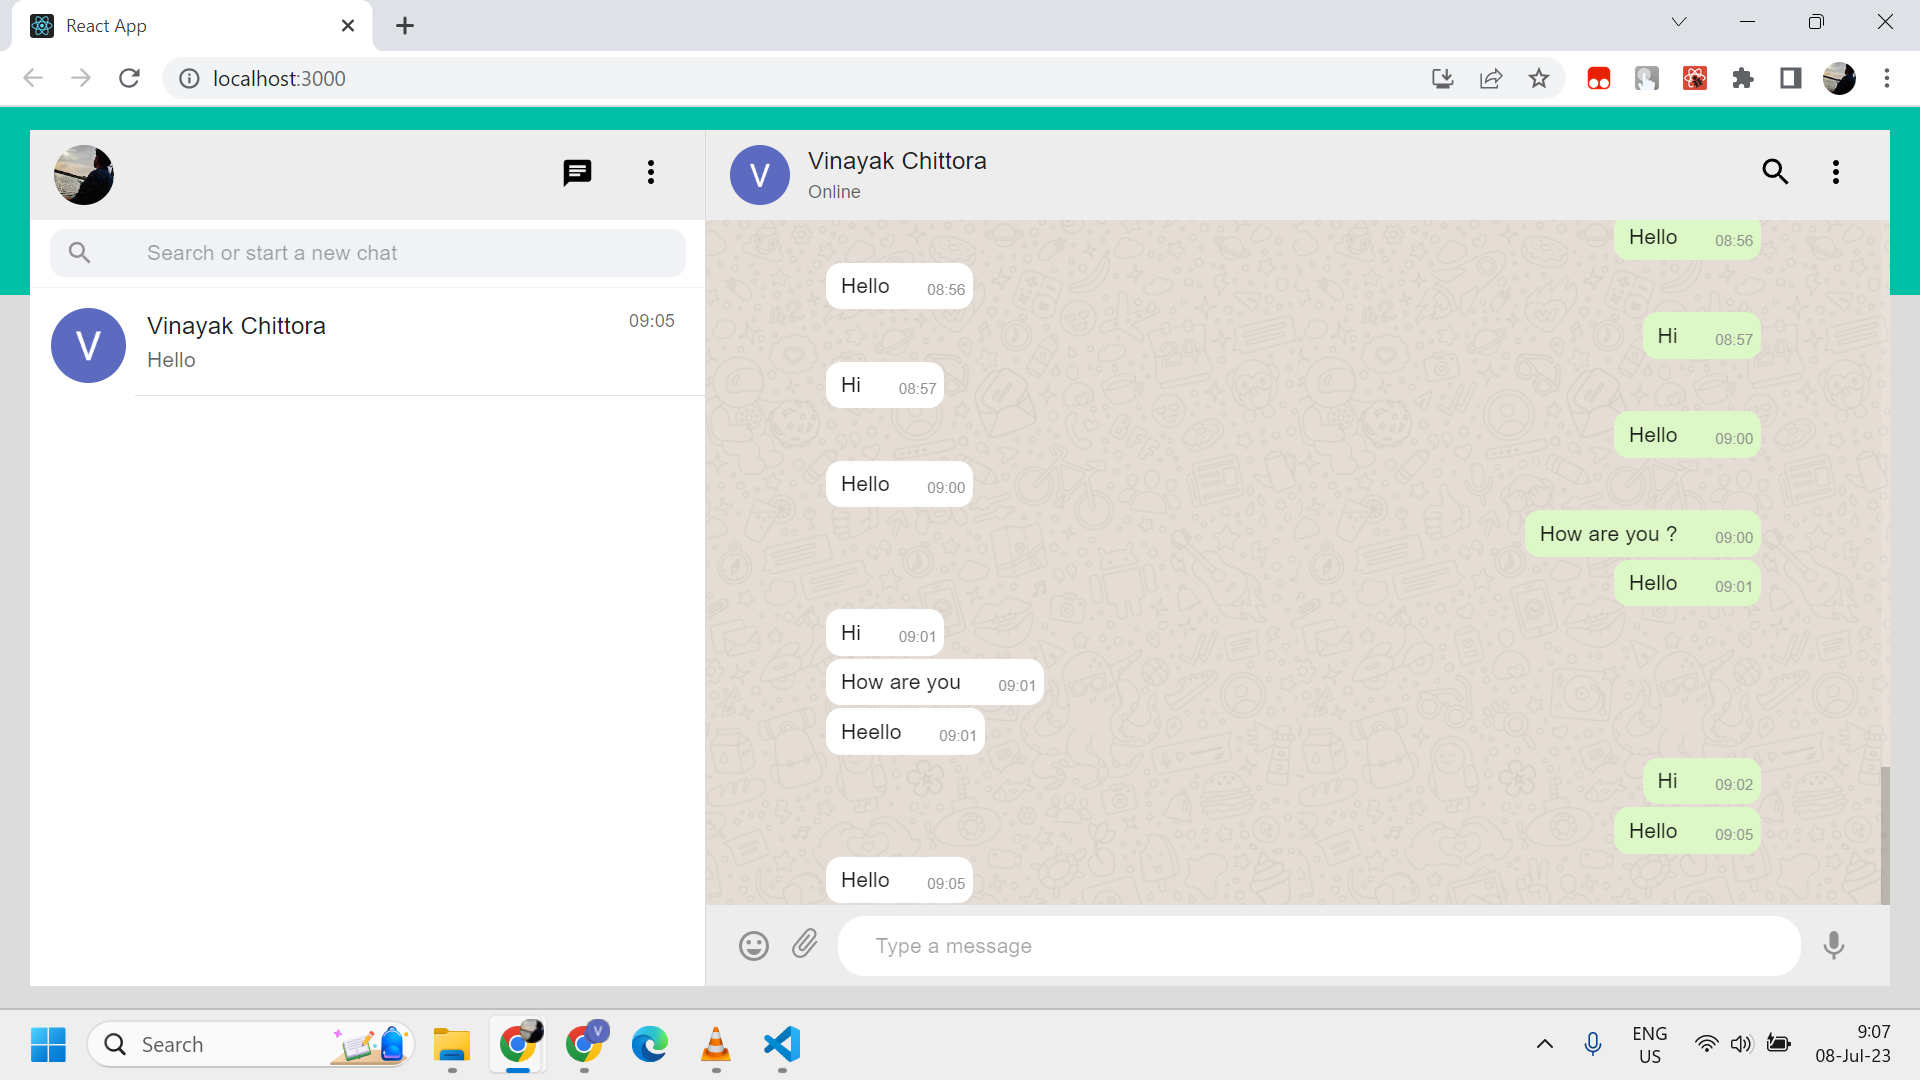 React App
localhost:3000
Vinayak Chittora
Online
Search or start a new chat
V
Vinayak Chittora
09:05
Hello
V
Hello 08:56
Hello 08:56
Hi 08:57
Hi 08:57
Hello 09:00
Hello 09:00
How are you ? 09:00
Hello 09:01
Hi 09:01
How are you 09:01
Heello 09:01
Hi 09:02
Hello 09:05
Hello 09:05
Type a message
Search
V
ENG
US
9:07
08-Jul-23